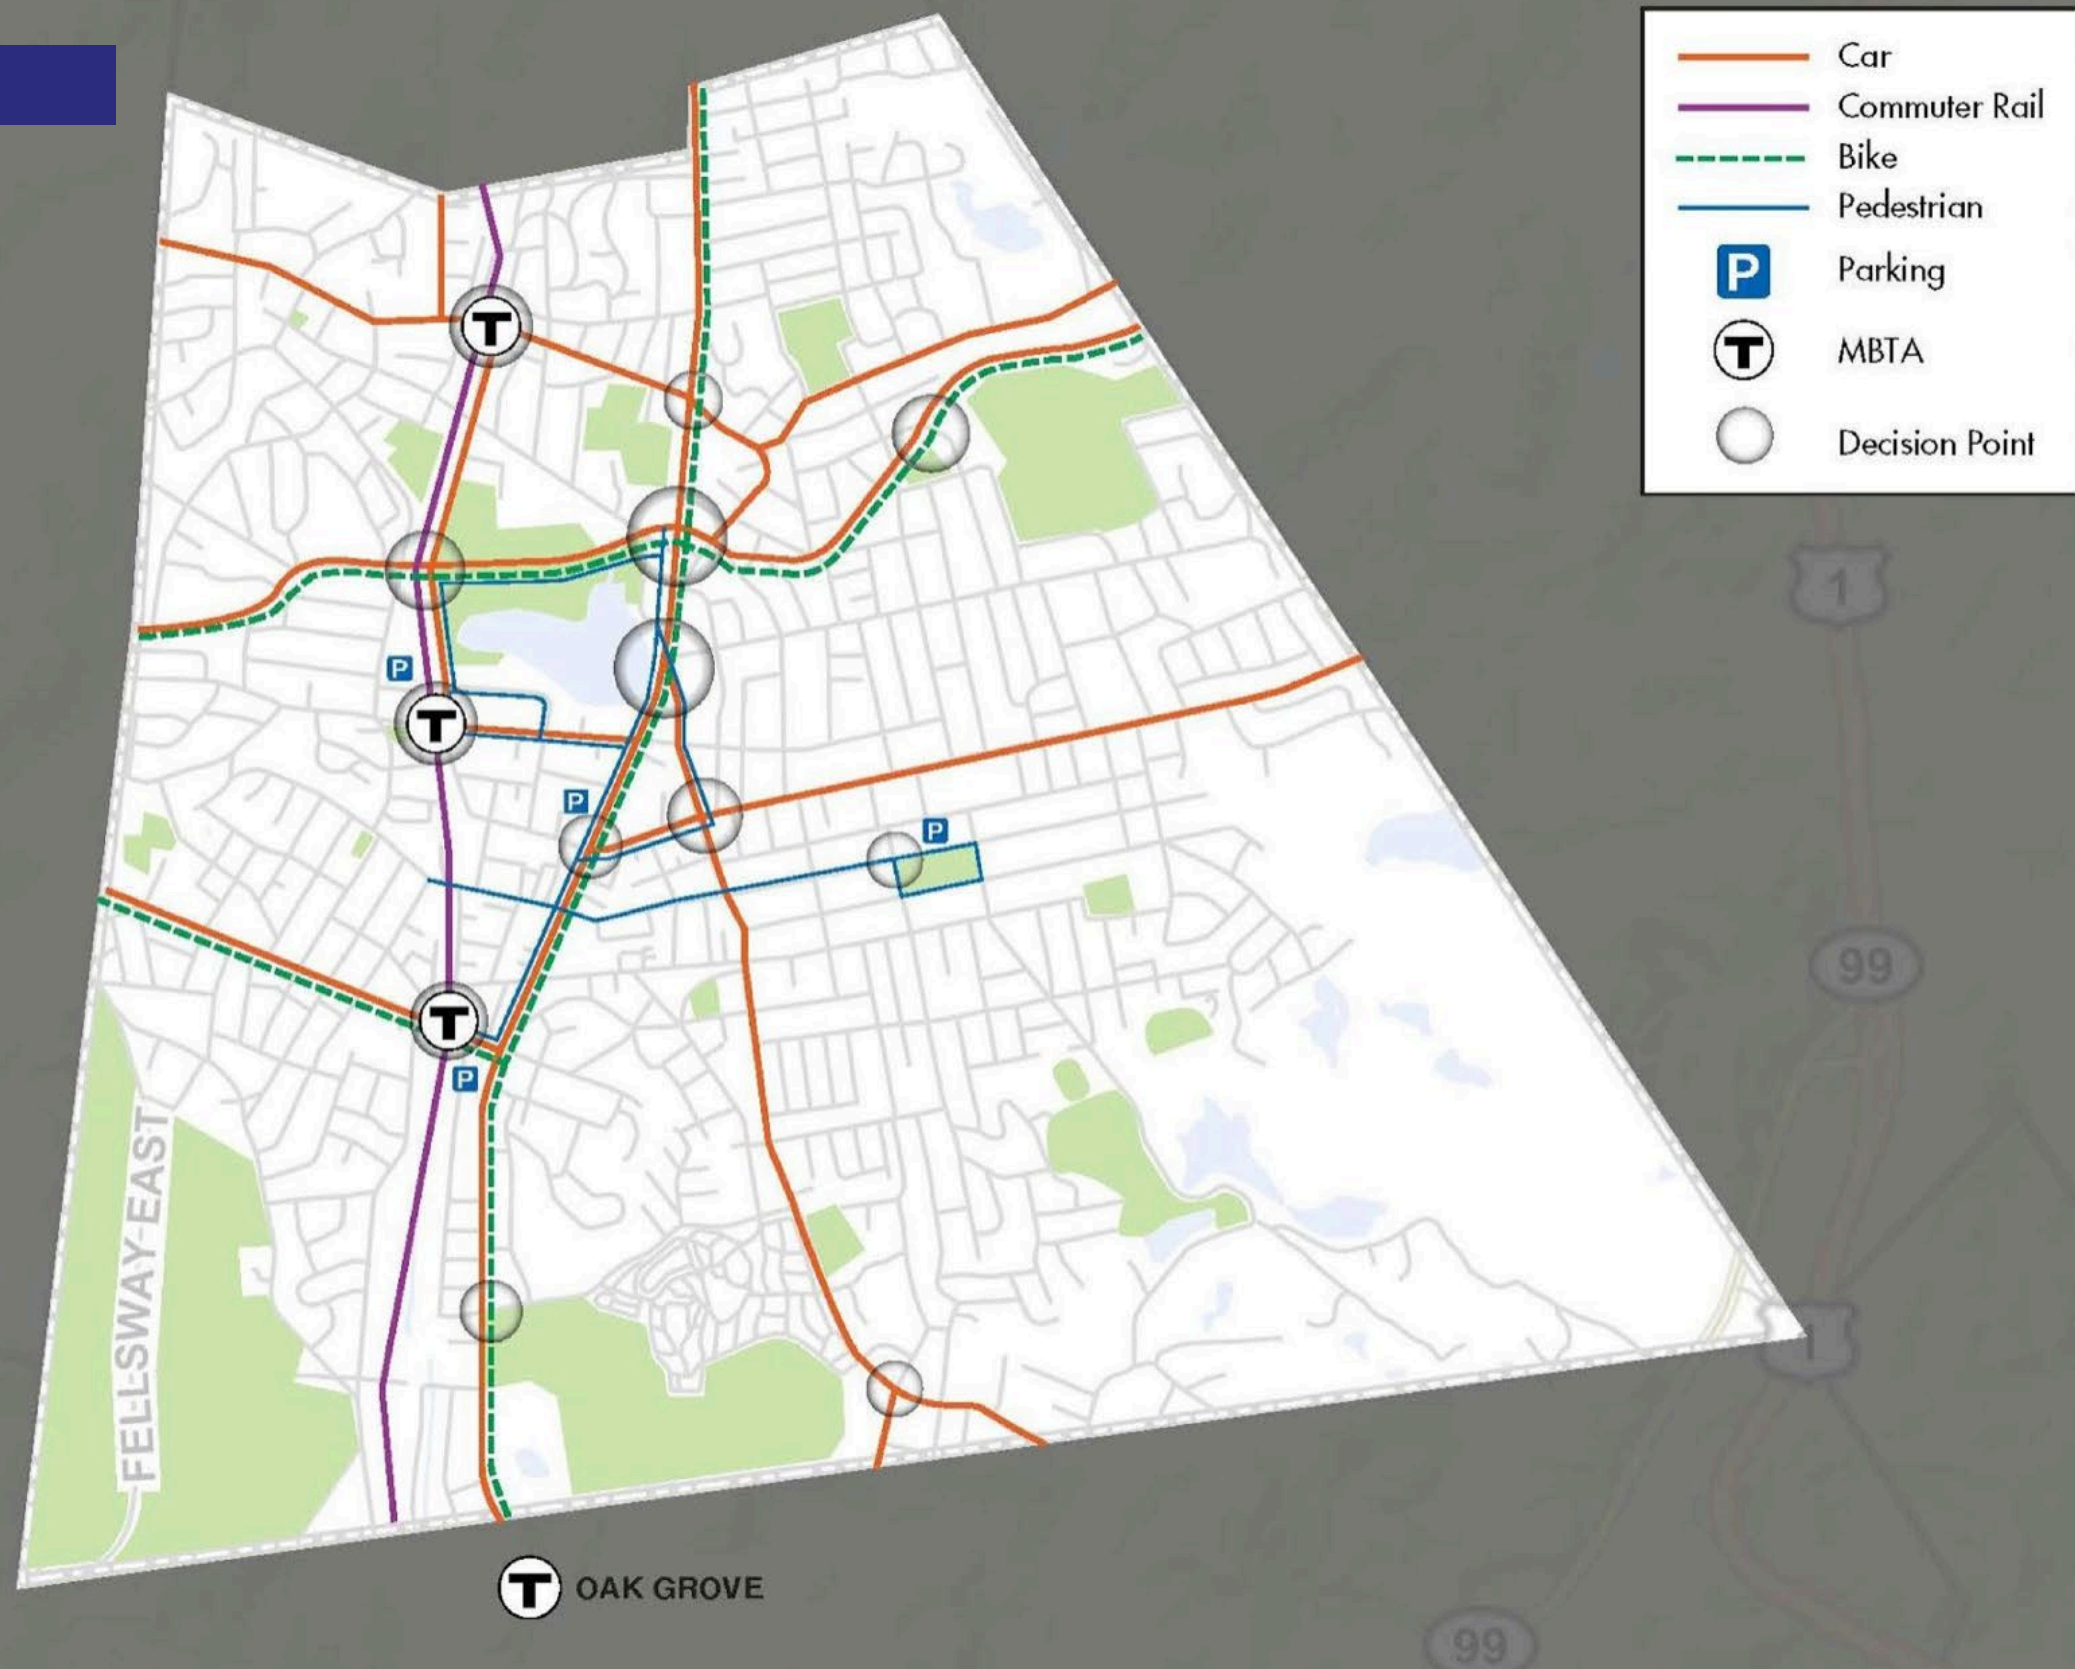 Car
Commuter Rail
Bike
Pedestrian
P
Parking
T
MBTA
Decision Point
T
1
P
T
P
P
99
T
P
FELLSWAY EAST
1
T OAK GROVE
99